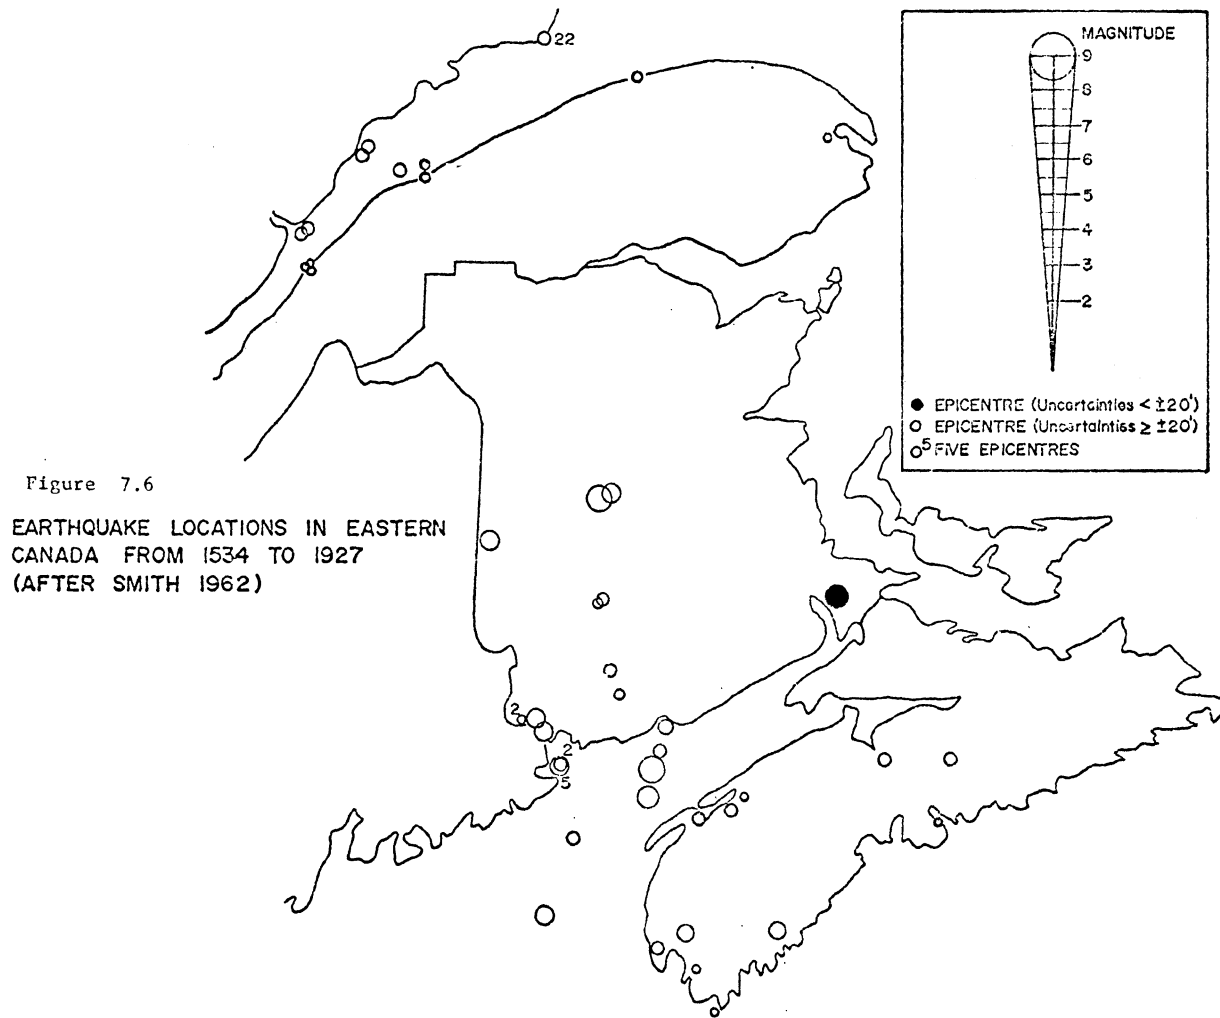 22
MAGNITUDE
9
8
7
6
5
4
3
2
EPICENTRE (Uncertainties < ±20')
EPICENTRE (Uncertainties ≥ ±20')
5 FIVE EPICENTRES
Figure 7.6
EARTHQUAKE LOCATIONS IN EASTERN
CANADA FROM 1534 TO 1927
(AFTER SMITH 1962)
2
2
5